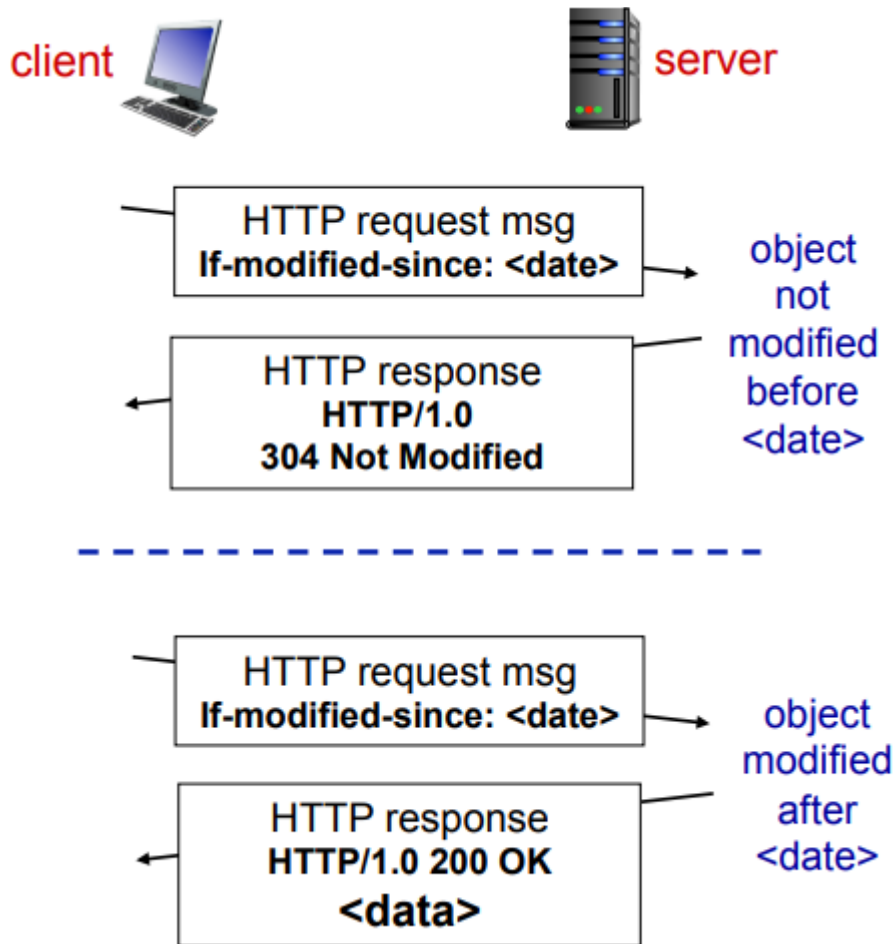 client
server
HTTP request msg
If-modified-since: <date>
object
not
modified
before
<date>
HTTP response
HTTP/1.0
304 Not Modified
HTTP request msg
If-modified-since: <date>
object
modified
after
<date>
HTTP response
HTTP/1.0 200 OK
<data>